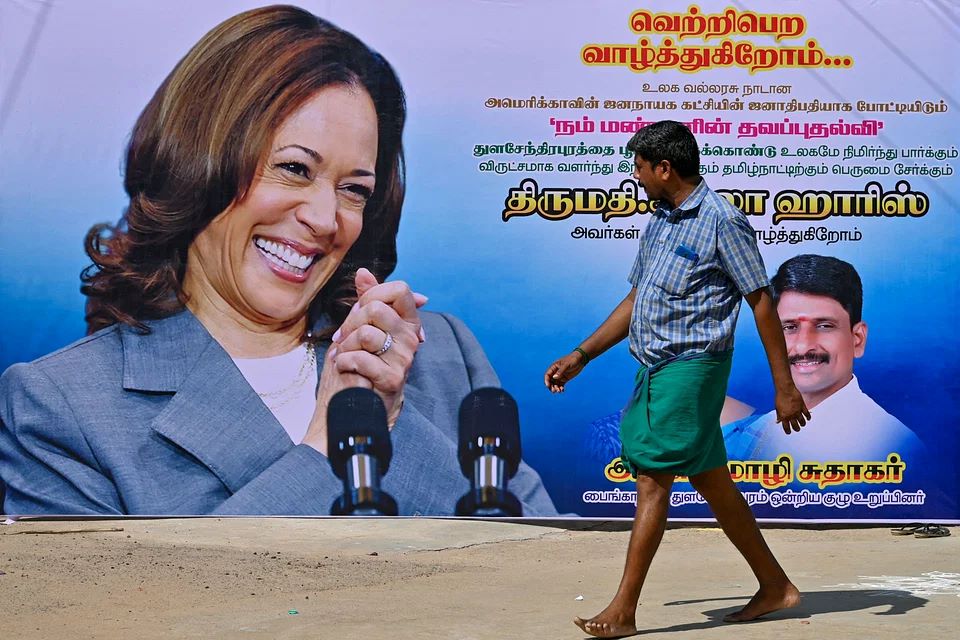 வெற்றிபெற
வாழ்த்துகிறோம்...
உலக வல்லரசு நாடான
அமெரிக்காவின் ஜனநாயக கட்சியின் ஜனாதிபதியாக போட்டியிடும்
'நம் தவப்புதல்வி'
துளசேந்திரபுரத்தை உலகமே நிமிர்ந்து பார்க்கும்
விருட்சமாக வளர்ந்து தமிழ்நாட்டிற்கும் பெருமை சேர்க்கும்
திருமதி. ஹாரிஸ்
அவர்கள்
சுதாகர்
ஒன்றிய குழு உறுப்பினர்